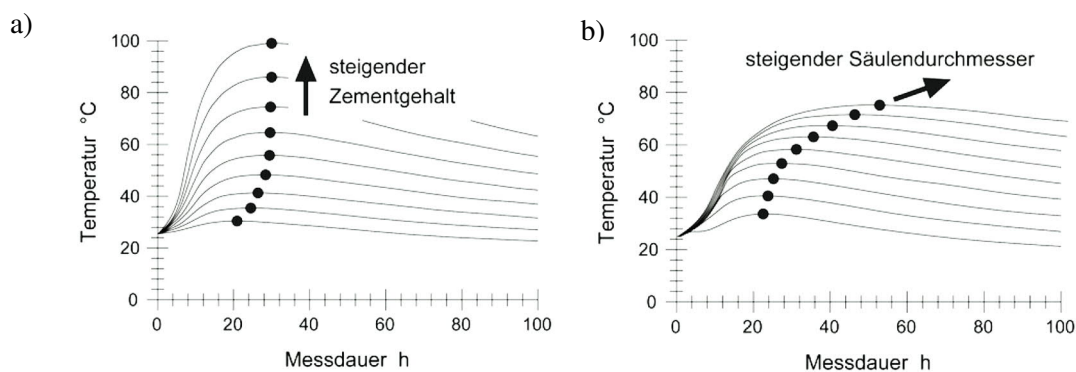 a)
100
80
60
40
20
0
Temperatur °C
steigender
Zementgehalt
0 20 40 60 80 100
Messdauer h
b)
100
80
60
40
20
0
Temperatur °C
steigender Säulendurchmesser
0 20 40 60 80 100
Messdauer h